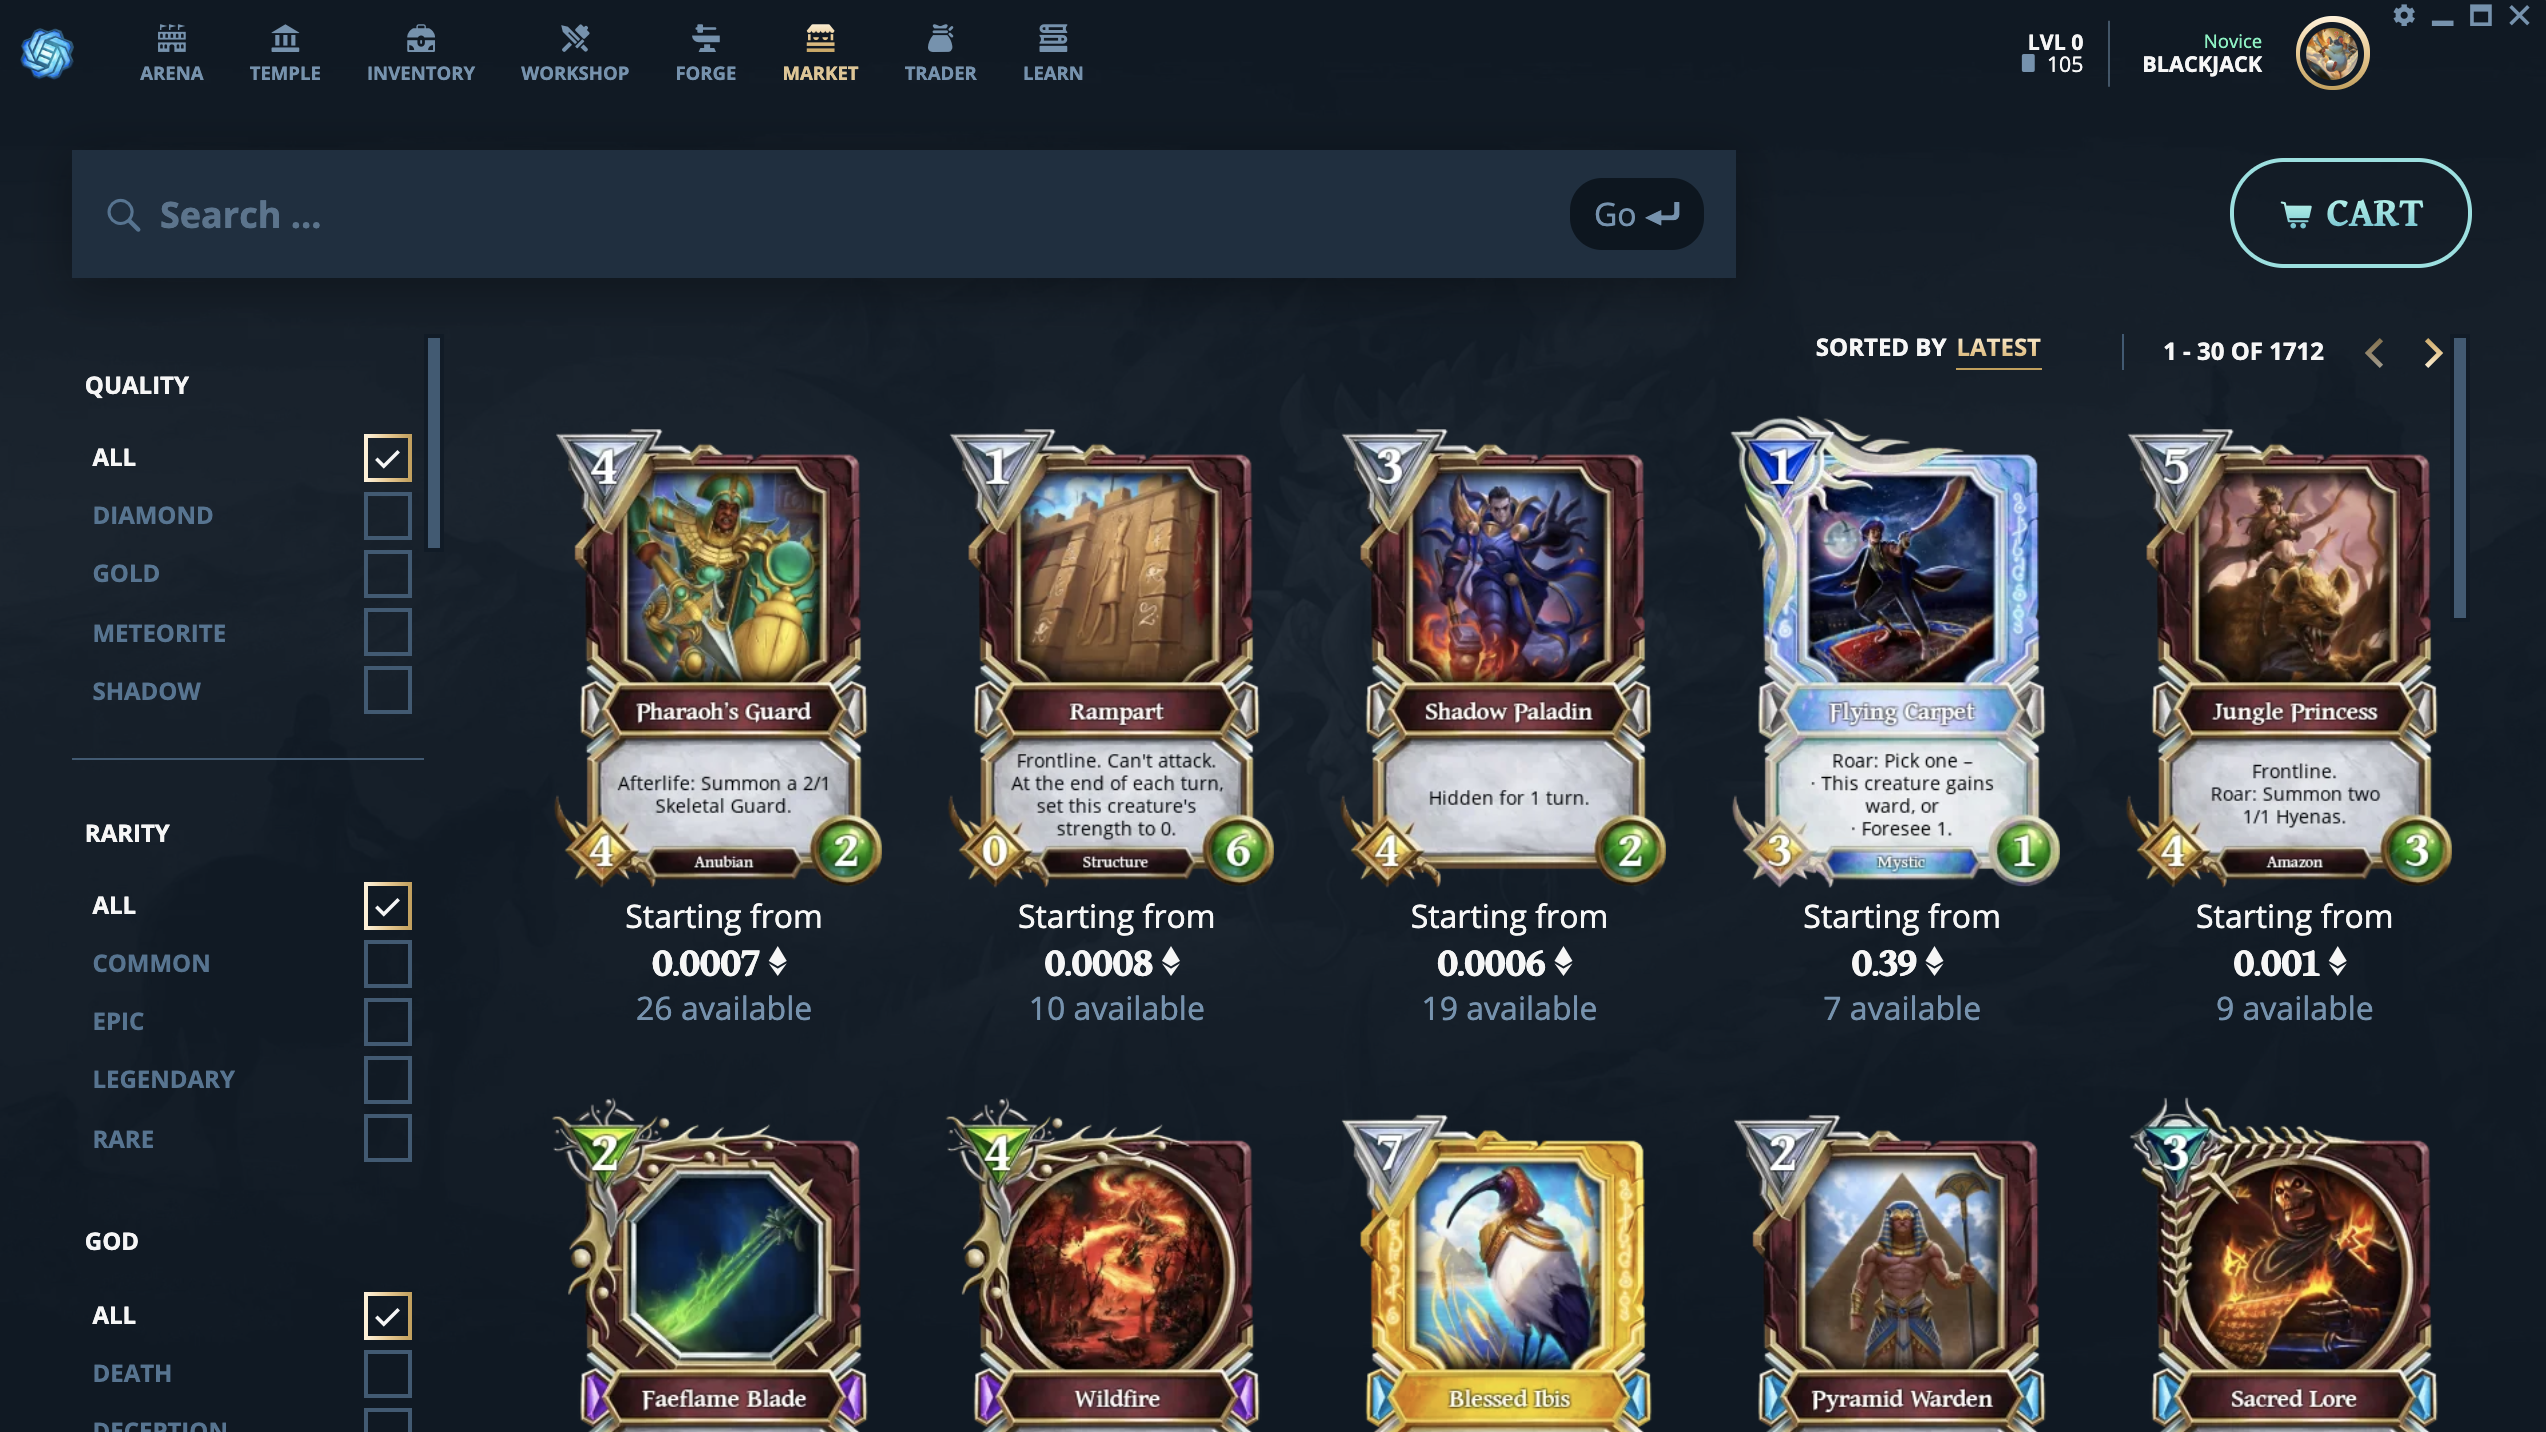 ARENA
TEMPLE
INVENTORY
WORKSHOP
FORGE
MARKET
TRADER
LEARN
LVL 0
105
Novice
BLACKJACK
Search ...
Go
CART
SORTED BY LATEST
1 - 30 OF 1712
QUALITY
ALL
DIAMOND
GOLD
METEORITE
SHADOW
RARITY
ALL
COMMON
EPIC
LEGENDARY
RARE
GOD
ALL
DEATH
DECEPTION
4
Pharaoh's Guard
Afterlife: Summon a 2/1
Skeletal Guard.
4
Anubian
2
Starting from
0.0007
26 available
1
Rampart
Frontline. Can't attack.
At the end of each turn,
set this creature's
strength to 0.
0
Structure
6
Starting from
0.0008
10 available
3
Shadow Paladin
Hidden for 1 turn.
4
2
Starting from
0.0006
19 available
1
Flying Carpet
Roar: Pick one –
· This creature gains
ward, or
· Foresee 1.
3
Mystic
1
Starting from
0.39
7 available
5
Jungle Princess
Frontline.
Roar: Summon two
1/1 Hyenas.
4
Amazon
3
Starting from
0.001
9 available
2
Faeflame Blade
4
Wildfire
7
Blessed Ibis
2
Pyramid Warden
3
Sacred Lore